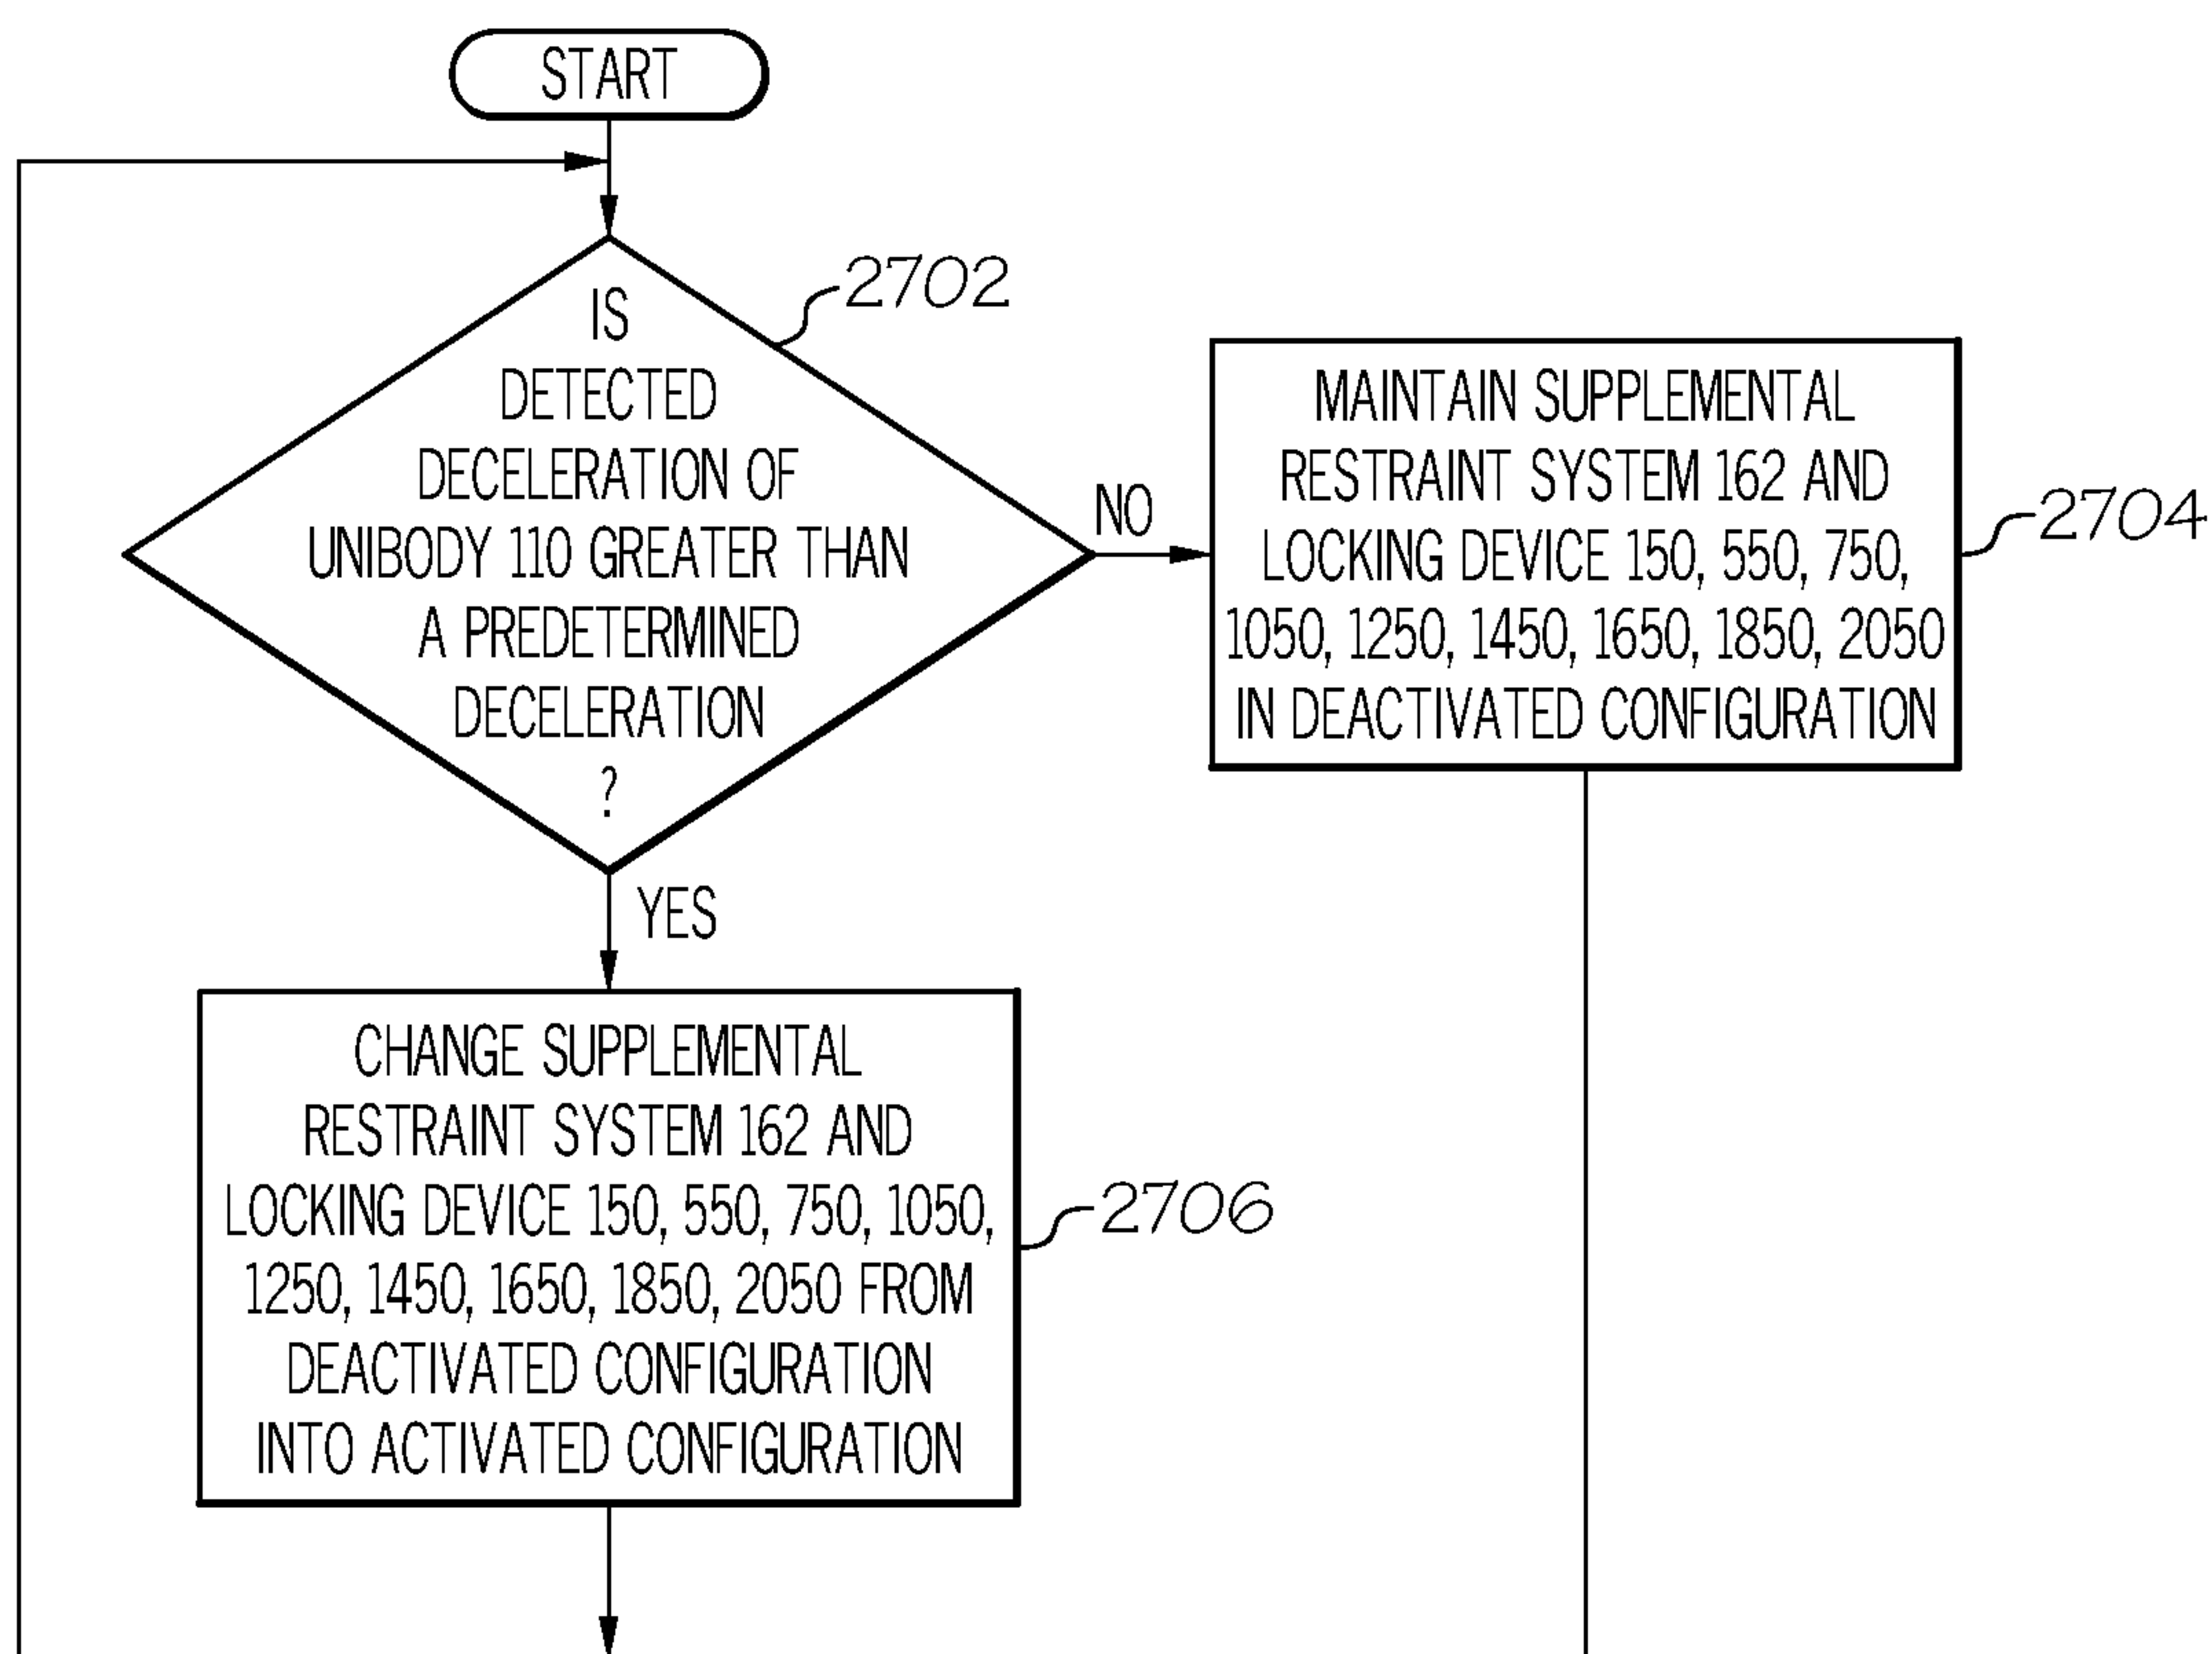 START
2702
IS
DETECTED
DECELERATION OF
UNIBODY 110 GREATER THAN
A PREDETERMINED
DECELERATION
?
NO
MAINTAIN SUPPLEMENTAL
RESTRAINT SYSTEM 162 AND
LOCKING DEVICE 150, 550, 750,
1050, 1250, 1450, 1650, 1850, 2050
IN DEACTIVATED CONFIGURATION
2704
YES
CHANGE SUPPLEMENTAL
RESTRAINT SYSTEM 162 AND
LOCKING DEVICE 150, 550, 750, 1050,
1250, 1450, 1650, 1850, 2050 FROM
DEACTIVATED CONFIGURATION
INTO ACTIVATED CONFIGURATION
2706